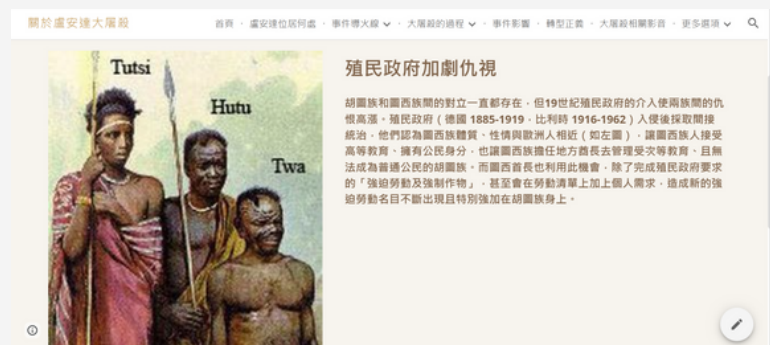 關於盧安達大屠殺
首頁 · 盧安達位居何處 · 事件導火線 · 大屠殺的過程 · 事件影響 · 轉型正義 · 大屠殺相關影音 · 更多選項
Tutsi
Hutu
Twa
殖民政府加劇仇視
胡圖族和圖西族間的對立一直都存在，但19世紀殖民政府的介入使兩族間的仇
恨高漲。殖民政府（德國 1885-1919，比利時 1916-1962）入侵後採取間接
統治，他們認為圖西族體質、性情與歐洲人相近（如左圖），讓圖西族人接受
高等教育、擁有公民身分，也讓圖西族擔任地方酋長去管理受次等教育、且無
法成為普通公民的胡圖族。而圖西酋長也利用此機會，除了完成殖民政府要求
的「強迫勞動及強制作物」，甚至會在勞動清單上加上個人需求，造成新的強
迫勞動名目不斷出現且特別強加在胡圖族身上。